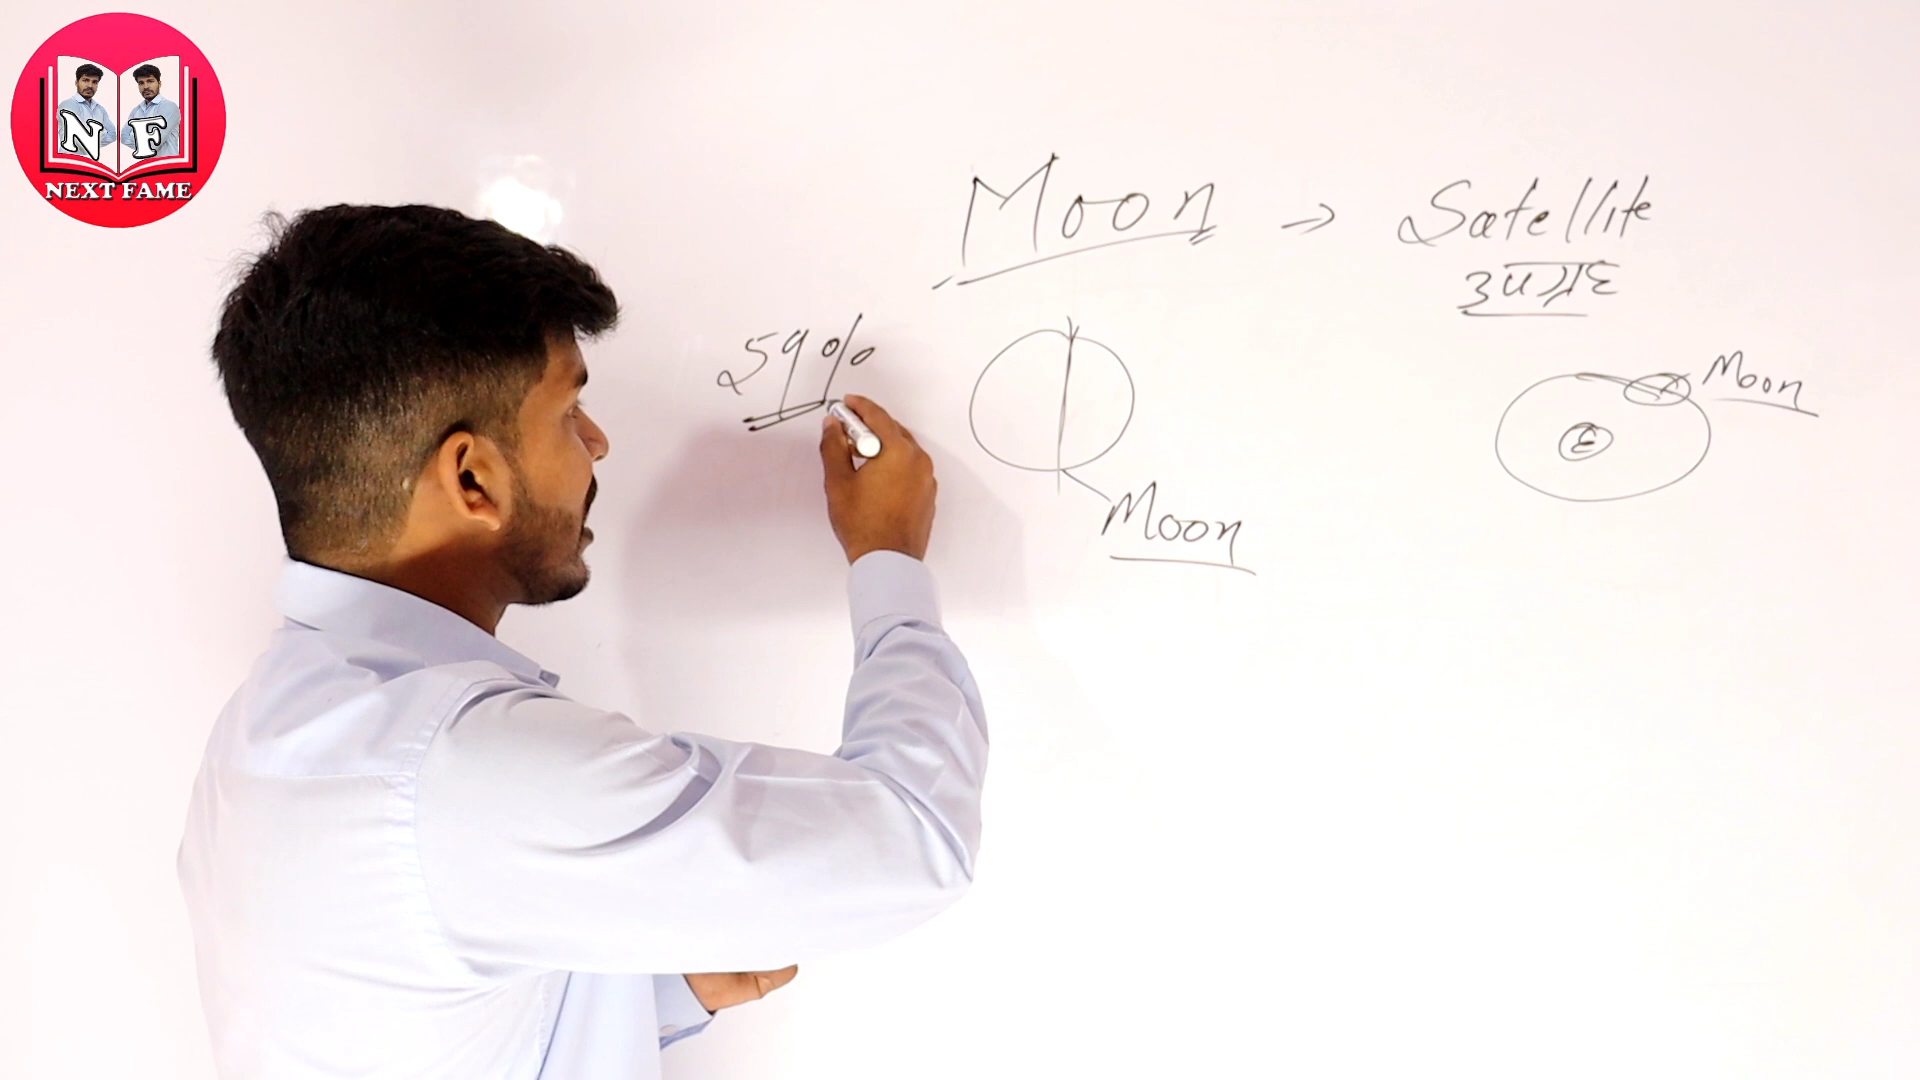 N F
NEXT FAME
Moon → Satellite
उपग्रह
59%
Moon
E
Moon